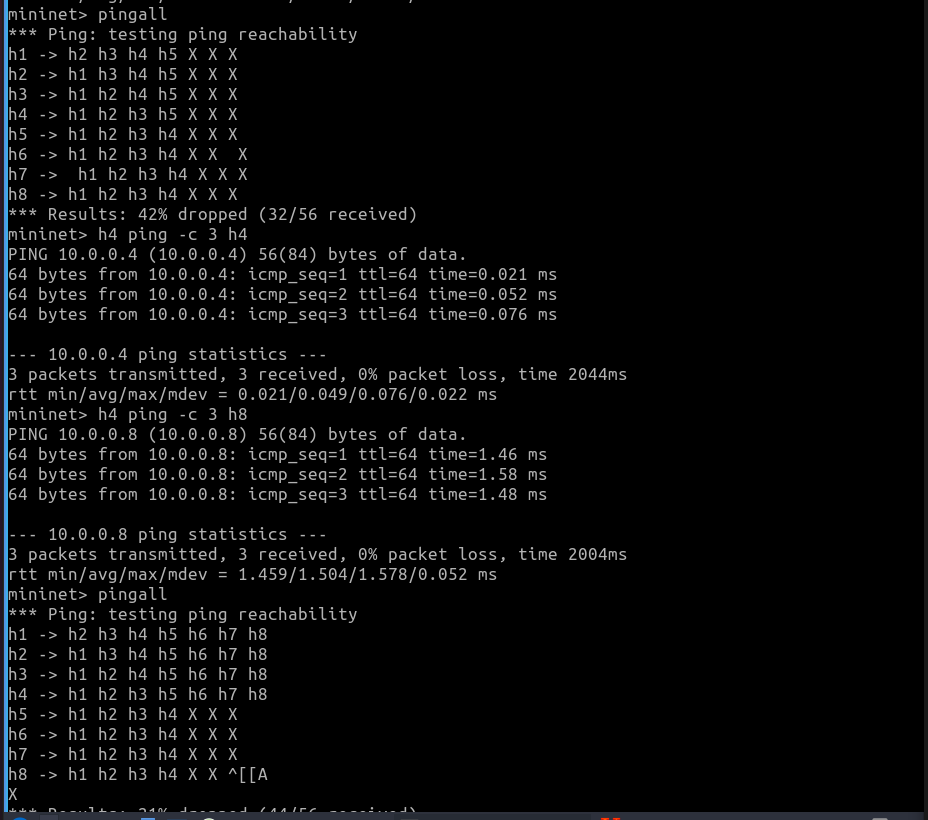 mininet> pingall
*** Ping: testing ping reachability
h1 -> h2 h3 h4 h5 X X X
h2 -> h1 h3 h4 h5 X X X
h3 -> h1 h2 h4 h5 X X X
h4 -> h1 h2 h3 h5 X X X
h5 -> h1 h2 h3 h4 X X X
h6 -> h1 h2 h3 h4 X X  X
h7 ->  h1 h2 h3 h4 X X X
h8 -> h1 h2 h3 h4 X X X
*** Results: 42% dropped (32/56 received)
mininet> h4 ping -c 3 h4
PING 10.0.0.4 (10.0.0.4) 56(84) bytes of data.
64 bytes from 10.0.0.4: icmp_seq=1 ttl=64 time=0.021 ms
64 bytes from 10.0.0.4: icmp_seq=2 ttl=64 time=0.052 ms
64 bytes from 10.0.0.4: icmp_seq=3 ttl=64 time=0.076 ms
--- 10.0.0.4 ping statistics ---
3 packets transmitted, 3 received, 0% packet loss, time 2044ms
rtt min/avg/max/mdev = 0.021/0.049/0.076/0.022 ms
mininet> h4 ping -c 3 h8
PING 10.0.0.8 (10.0.0.8) 56(84) bytes of data.
64 bytes from 10.0.0.8: icmp_seq=1 ttl=64 time=1.46 ms
64 bytes from 10.0.0.8: icmp_seq=2 ttl=64 time=1.58 ms
64 bytes from 10.0.0.8: icmp_seq=3 ttl=64 time=1.48 ms
--- 10.0.0.8 ping statistics ---
3 packets transmitted, 3 received, 0% packet loss, time 2004ms
rtt min/avg/max/mdev = 1.459/1.504/1.578/0.052 ms
mininet> pingall
*** Ping: testing ping reachability
h1 -> h2 h3 h4 h5 h6 h7 h8
h2 -> h1 h3 h4 h5 h6 h7 h8
h3 -> h1 h2 h4 h5 h6 h7 h8
h4 -> h1 h2 h3 h5 h6 h7 h8
h5 -> h1 h2 h3 h4 X X X
h6 -> h1 h2 h3 h4 X X X
h7 -> h1 h2 h3 h4 X X X
h8 -> h1 h2 h3 h4 X X ^[[A
X
*** Results: 21% dropped (44/56 received)